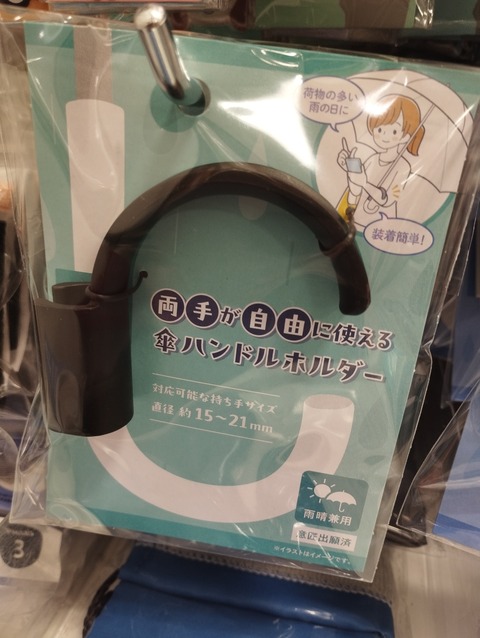 荷物の多い
雨の日に
装着簡単!
両手が自由に使える
傘ハンドルホルダー
対応可能な持ち手サイズ
直径 約15~21mm
雨晴兼用
意匠出願済
※イラストはイメージです。
3